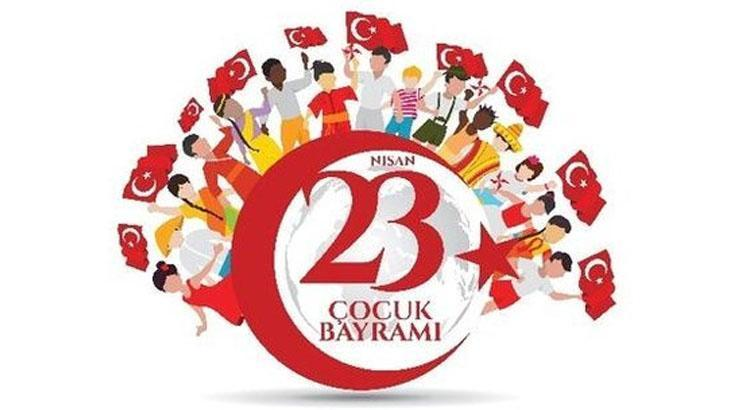 NİSAN
23
ÇOCUK
BAYRAMI